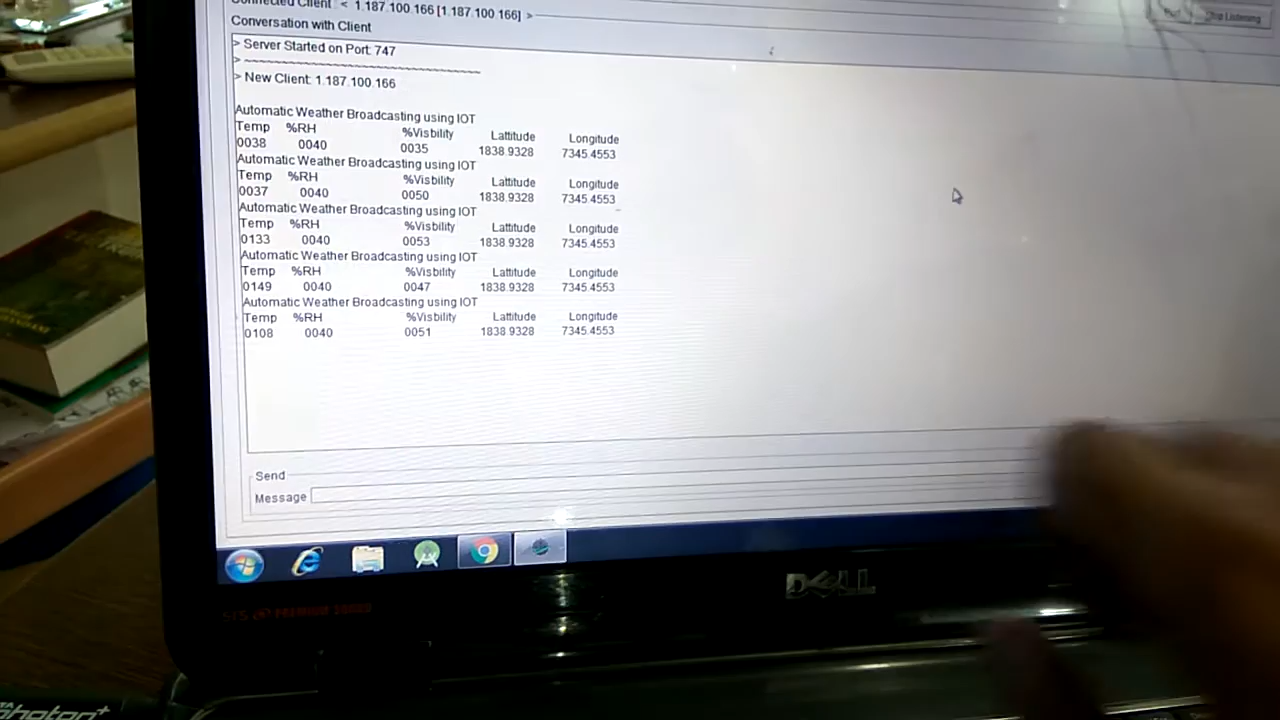 Connected Client < 1.187.100.166 [1.187.100.166] >
Stop Listening
Conversation with Client
> Server Started on Port: 747
> ~~~~~~~~~~~~~~~~~~~~~~~~~~~~~~~~~~~~
> New Client: 1.187.100.166
Automatic Weather Broadcasting using IOT
Temp %RH %Visbility Lattitude Longitude
0038 0040 0035 1838.9328 7345.4553
Automatic Weather Broadcasting using IOT
Temp %RH %Visbility Lattitude Longitude
0037 0040 0050 1838.9328 7345.4553
Automatic Weather Broadcasting using IOT
Temp %RH %Visbility Lattitude Longitude
0133 0040 0053 1838.9328 7345.4553
Automatic Weather Broadcasting using IOT
Temp %RH %Visbility Lattitude Longitude
0149 0040 0047 1838.9328 7345.4553
Automatic Weather Broadcasting using IOT
Temp %RH %Visbility Lattitude Longitude
0108 0040 0051 1838.9328 7345.4553
Send
Message
DELL
PREMIUM
photon+